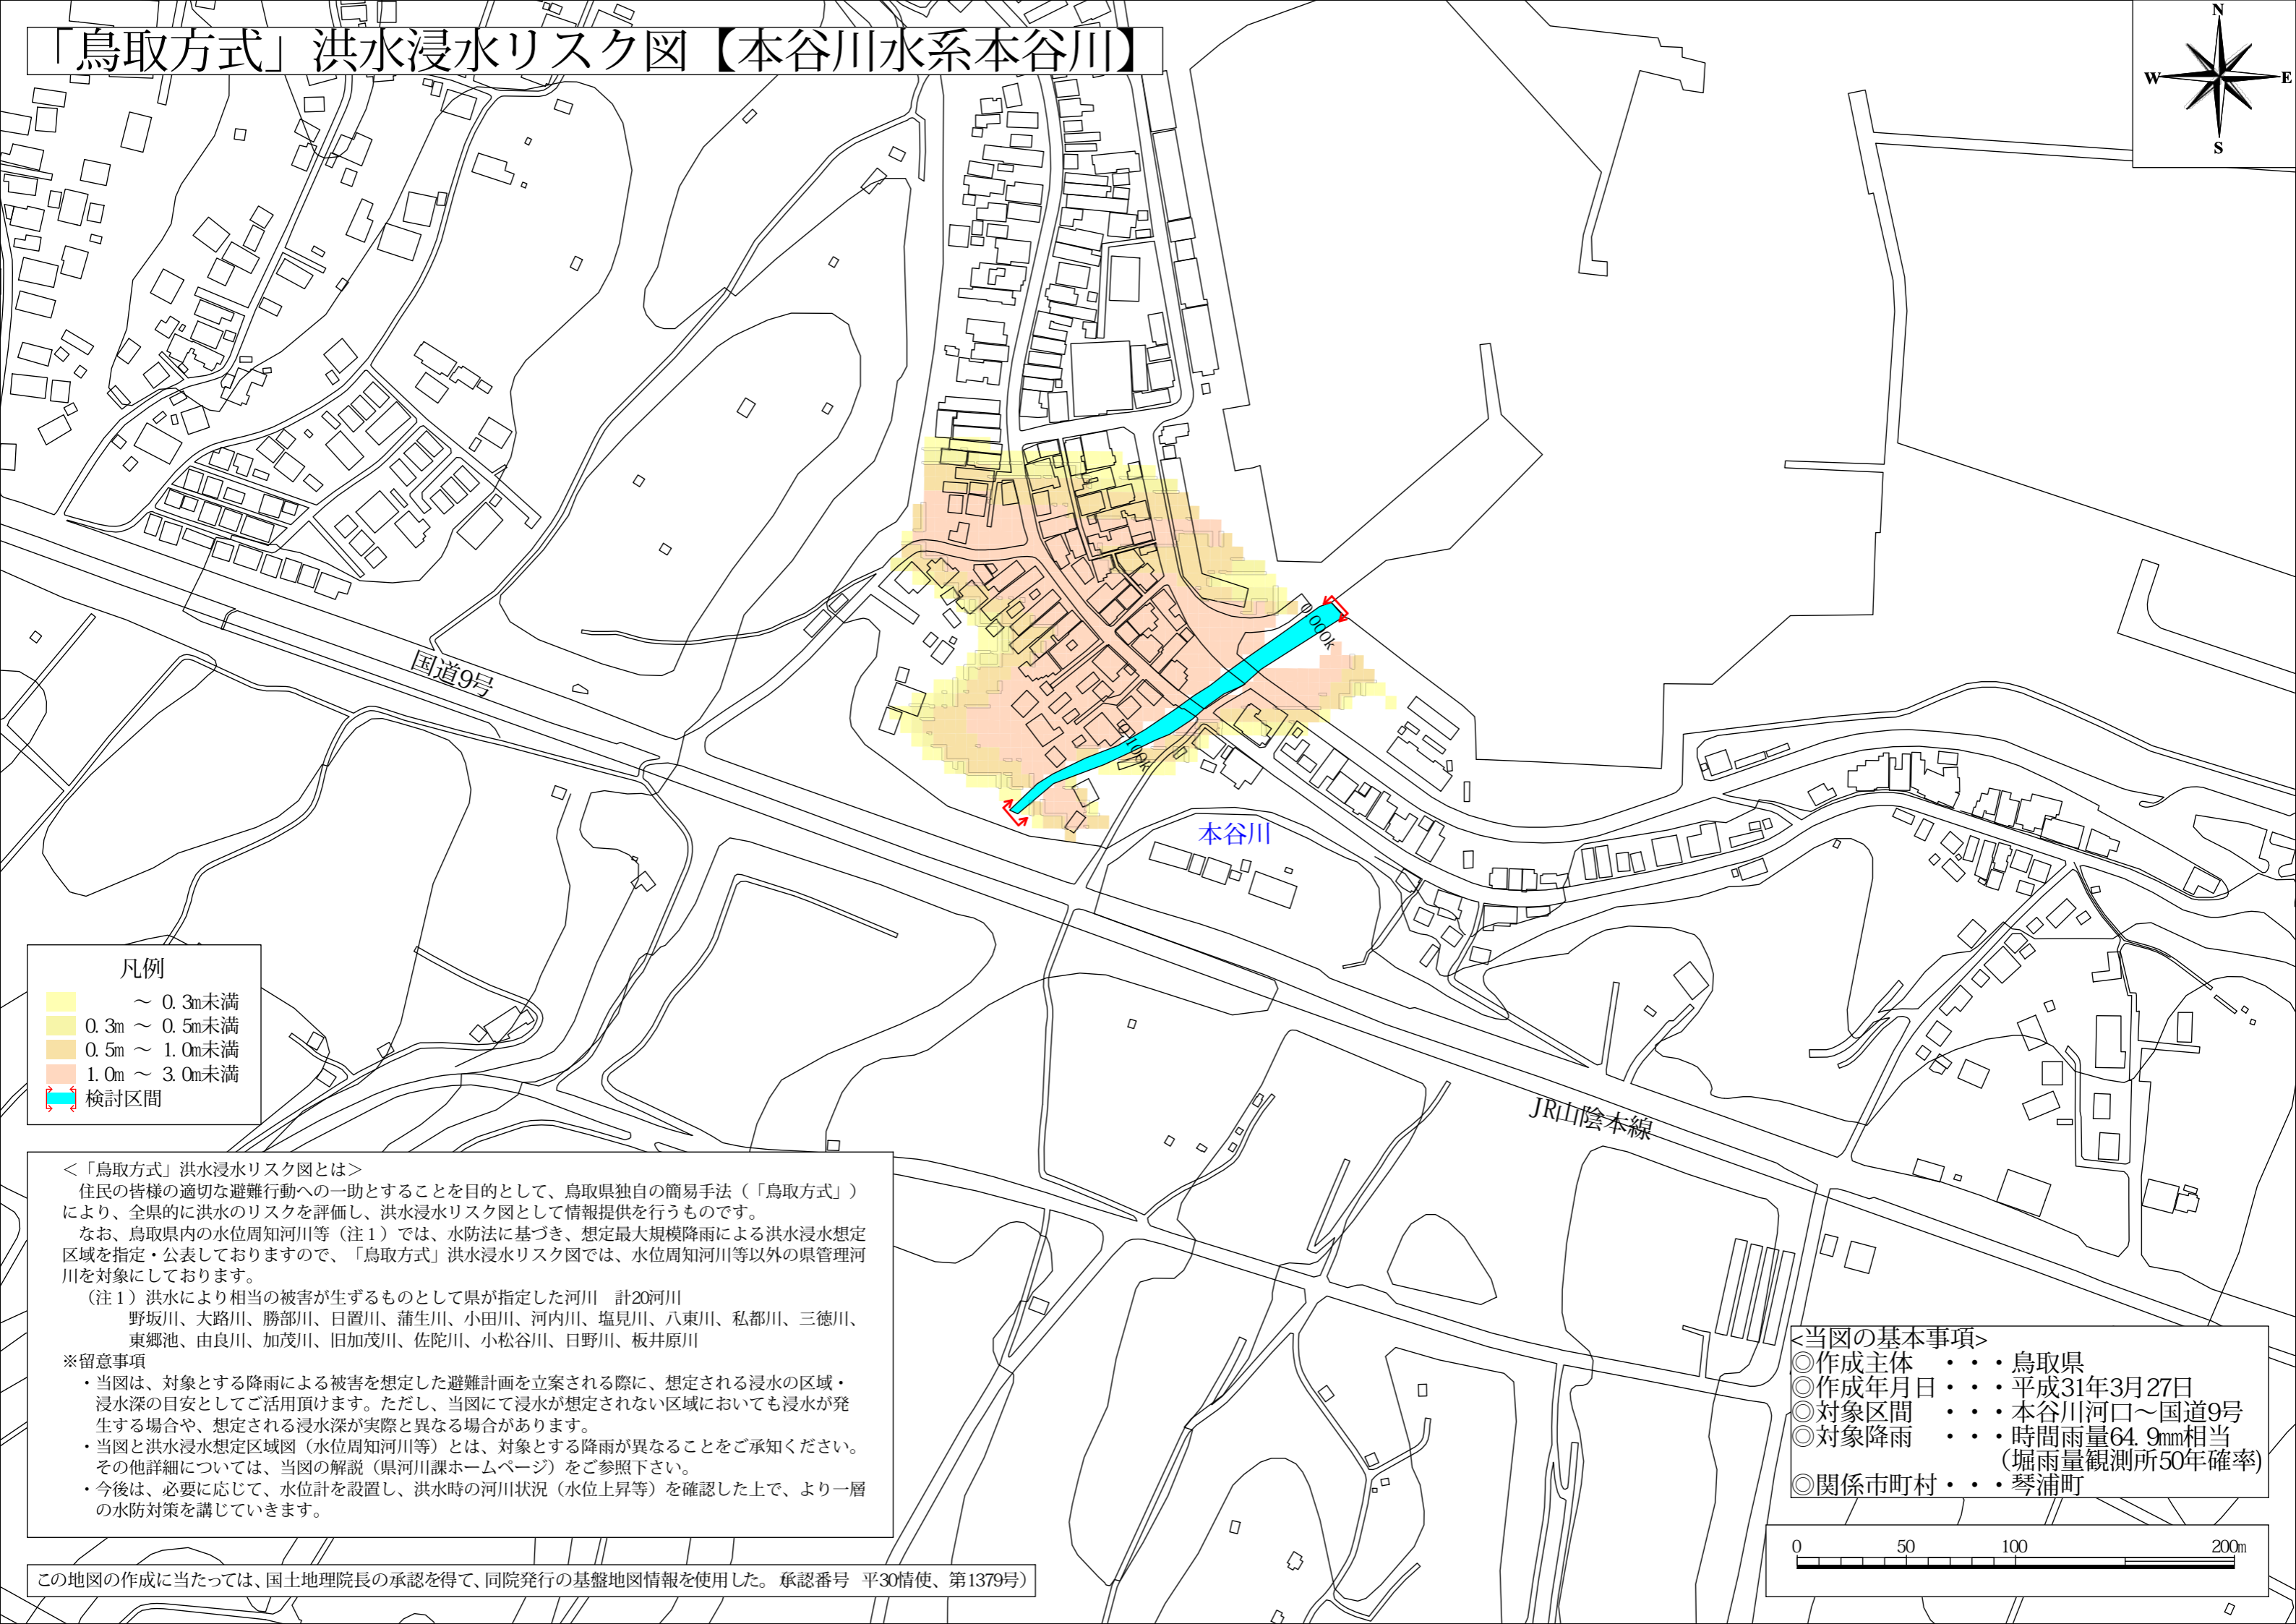 「鳥取方式」洪水浸水リスク図【本谷川水系本谷川】
N
W
E
S
国道9号
0.000k
0.100k
本谷川
JR山陰本線
凡例
～ 0.3m未満
0.3m ～ 0.5m未満
0.5m ～ 1.0m未満
1.0m ～ 3.0m未満
検討区間
＜「鳥取方式」洪水浸水リスク図とは＞
住民の皆様の適切な避難行動への一助とすることを目的として、鳥取県独自の簡易手法（「鳥取方式」）
により、全県的に洪水のリスクを評価し、洪水浸水リスク図として情報提供を行うものです。
なお、鳥取県内の水位周知河川等（注１）では、水防法に基づき、想定最大規模降雨による洪水浸水想定
区域を指定・公表しておりますので、「鳥取方式」洪水浸水リスク図では、水位周知河川等以外の県管理河
川を対象にしております。
（注１）洪水により相当の被害が生ずるものとして県が指定した河川　計20河川
野坂川、大路川、勝部川、日置川、蒲生川、小田川、河内川、塩見川、八東川、私都川、三徳川、
東郷池、由良川、加茂川、旧加茂川、佐陀川、小松谷川、日野川、板井原川
※留意事項
・当図は、対象とする降雨による被害を想定した避難計画を立案される際に、想定される浸水の区域・
浸水深の目安としてご活用頂けます。ただし、当図にて浸水が想定されない区域においても浸水が発
生する場合や、想定される浸水深が実際と異なる場合があります。
・当図と洪水浸水想定区域図（水位周知河川等）とは、対象とする降雨が異なることをご承知ください。
その他詳細については、当図の解説（県河川課ホームページ）をご参照下さい。
・今後は、必要に応じて、水位計を設置し、洪水時の河川状況（水位上昇等）を確認した上で、より一層
の水防対策を講じていきます。
<当図の基本事項>
◎作成主体　・・・鳥取県
◎作成年月日・・・平成31年3月27日
◎対象区間　・・・本谷川河口～国道9号
◎対象降雨　・・・時間雨量64.9mm相当
（堀雨量観測所50年確率）
◎関係市町村・・・琴浦町
0 50 100 200m
この地図の作成に当たっては、国土地理院長の承認を得て、同院発行の基盤地図情報を使用した。（承認番号　平30情使、第1379号）